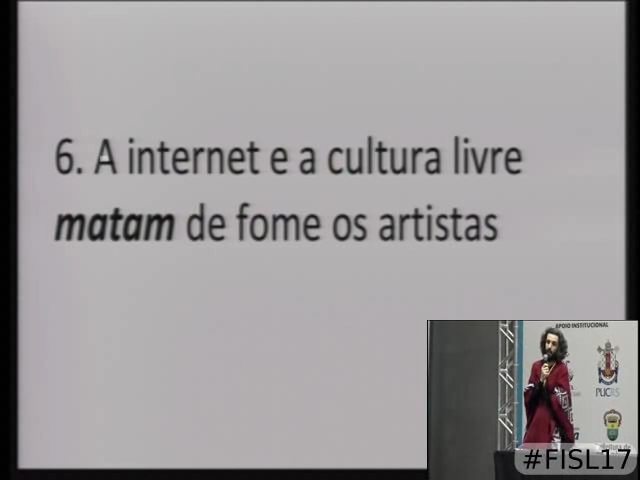 6. A internet e a cultura livre
matam de fome os artistas
APOIO INSTITUCIONAL
PUCRS
#FISL17